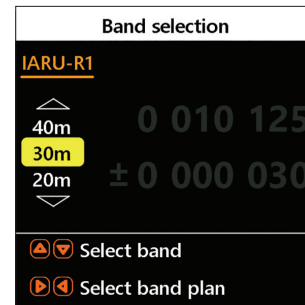 Band selection
IARU-R1
40m
0 010 125
30m
20m
±0 000 030
Select band
Select band plan